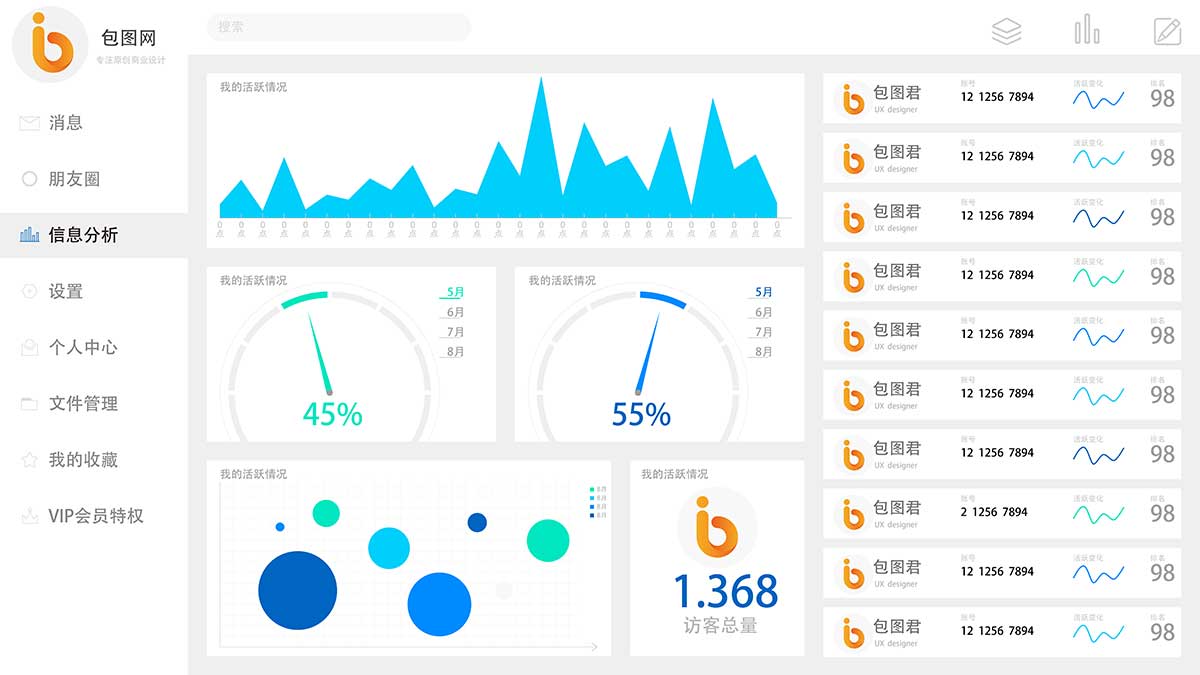 包图网
专注原创商业设计
搜索
消息
朋友圈
信息分析
设置
个人中心
文件管理
我的收藏
VIP会员特权
我的活跃情况
0点 0点 0点 0点 0点 0点 0点 0点 0点 0点 0点 0点 0点 0点 0点 0点 0点 0点 0点 0点 0点 0点 0点 0点 0点 0点 0点
我的活跃情况
5月
6月
7月
8月
45%
我的活跃情况
5月
6月
7月
8月
55%
我的活跃情况
8月
8月
8月
8月
我的活跃情况
1.368
访客总量
包图君 账号 活跃变化 排名
UX designer 12 1256 7894 98
包图君 账号 活跃变化 排名
UX designer 12 1256 7894 98
包图君 账号 活跃变化 排名
UX designer 12 1256 7894 98
包图君 账号 活跃变化 排名
UX designer 12 1256 7894 98
包图君 账号 活跃变化 排名
UX designer 12 1256 7894 98
包图君 账号 活跃变化 排名
UX designer 12 1256 7894 98
包图君 账号 活跃变化 排名
UX designer 12 1256 7894 98
包图君 账号 活跃变化 排名
UX designer 2 1256 7894 98
包图君 账号 活跃变化 排名
UX designer 12 1256 7894 98
包图君 账号 活跃变化 排名
UX designer 12 1256 7894 98